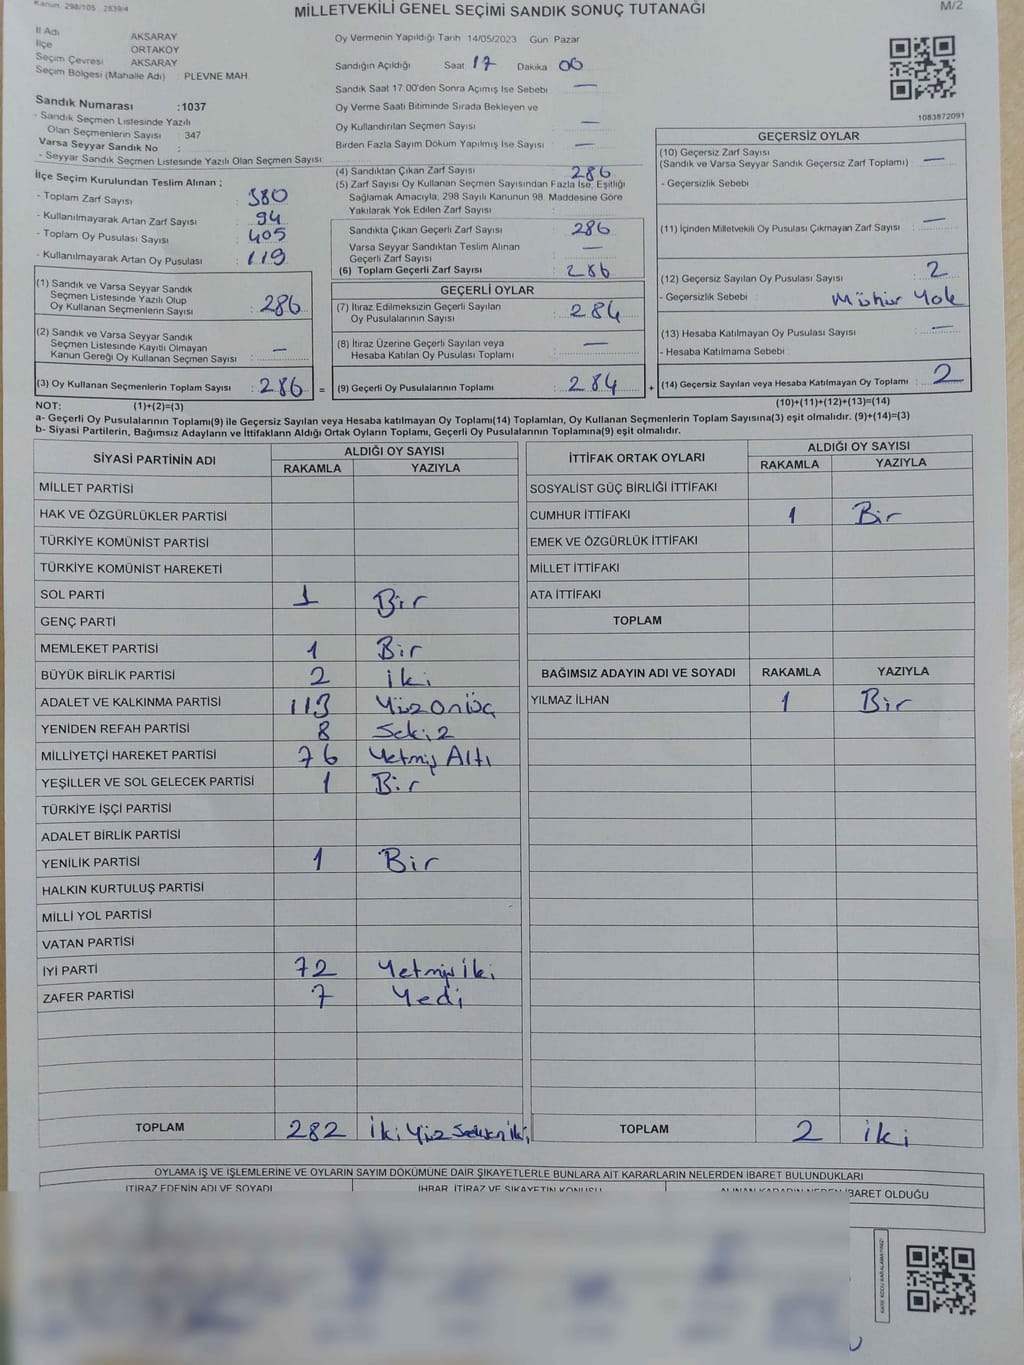 Kanun 298/105 2839/4
MİLLETVEKİLİ GENEL SEÇİMİ SANDIK SONUÇ TUTANAĞI
M/2
İl Adı AKSARAY
İlçe ORTAKÖY
Seçim Çevresi AKSARAY
Seçim Bölgesi (Mahalle Adı) PLEVNE MAH.
Sandık Numarası :1037
- Sandık Seçmen Listesinde Yazılı
Olan Seçmenlerin Sayısı : 347
Varsa Seyyar Sandık No :
- Seyyar Sandık Seçmen Listesinde Yazılı Olan Seçmen Sayısı
İlçe Seçim Kurulundan Teslim Alınan ;
- Toplam Zarf Sayısı : 380
- Kullanılmayarak Artan Zarf Sayısı : 94
- Toplam Oy Pusulası Sayısı : 405
- Kullanılmayarak Artan Oy Pusulası : 119
(1) Sandık ve Varsa Seyyar Sandık
Seçmen Listesinde Yazılı Olup
Oy Kullanan Seçmenlerin Sayısı : 286
(2) Sandık ve Varsa Seyyar Sandık
Seçmen Listesinde Kayıtlı Olmayan
Kanun Gereği Oy Kullanan Seçmen Sayısı : —
(3) Oy Kullanan Seçmenlerin Toplam Sayısı : 286 =
Oy Vermenin Yapıldığı Tarih 14/05/2023 Gün Pazar
Sandığın Açıldığı Saat 17 Dakika 00
Sandık Saat 17.00'den Sonra Açımış İse Sebebi —
Oy Verme Saati Bitiminde Sırada Bekleyen ve
Oy Kullandırılan Seçmen Sayısı —
Birden Fazla Sayım Döküm Yapılmış İse Sayısı —
(4) Sandıktan Çıkan Zarf Sayısı 286
(5) Zarf Sayısı Oy Kullanan Seçmen Sayısından Fazla İse, Eşitliği
Sağlamak Amacıyla, 298 Sayılı Kanunun 98. Maddesine Göre
Yakılarak Yok Edilen Zarf Sayısı :
Sandıkta Çıkan Geçerli Zarf Sayısı : 286
Varsa Seyyar Sandıktan Teslim Alınan
Geçerli Zarf Sayısı : —
(6) Toplam Geçerli Zarf Sayısı : 286
GEÇERLİ OYLAR
(7) İtiraz Edilmeksizin Geçerli Sayılan
Oy Pusulalarının Sayısı : 284
(8) İtiraz Üzerine Geçerli Sayılan veya
Hesaba Katılan Oy Pusulası Toplamı : —
(9) Geçerli Oy Pusulalarının Toplamı : 284 +
1083872091
GEÇERSİZ OYLAR
(10) Geçersiz Zarf Sayısı
(Sandık ve Varsa Seyyar Sandık Geçersiz Zarf Toplamı) : —
- Geçersizlik Sebebi
(11) İçinden Milletvekili Oy Pusulası Çıkmayan Zarf Sayısı : —
(12) Geçersiz Sayılan Oy Pusulası Sayısı : 2
- Geçersizlik Sebebi : Mühür Yok
(13) Hesaba Katılmayan Oy Pusulası Sayısı : —
- Hesaba Katılmama Sebebi :
(14) Geçersiz Sayılan veya Hesaba Katılmayan Oy Toplamı : 2
NOT: (1)+(2)=(3)
(10)+(11)+(12)+(13)=(14)
a- Geçerli Oy Pusulalarının Toplamı(9) ile Geçersiz Sayılan veya Hesaba katılmayan Oy Toplamı(14) Toplamları, Oy Kullanan Seçmenlerin Toplam Sayısına(3) eşit olmalıdır. (9)+(14)=(3)
b- Siyasi Partilerin, Bağımsız Adayların ve İttifakların Aldığı Ortak Oyların Toplamı, Geçerli Oy Pusulalarının Toplamına(9) eşit olmalıdır.
SİYASİ PARTİNİN ADI ALDIĞI OY SAYISI
RAKAMLA YAZIYLA
MİLLET PARTİSİ
HAK VE ÖZGÜRLÜKLER PARTİSİ
TÜRKİYE KOMÜNİST PARTİSİ
TÜRKİYE KOMÜNİST HAREKETİ
SOL PARTİ 1 Bir
GENÇ PARTİ
MEMLEKET PARTİSİ 1 Bir
BÜYÜK BİRLİK PARTİSİ 2 iki
ADALET VE KALKINMA PARTİSİ 113 Yüzonüç
YENİDEN REFAH PARTİSİ 8 Sekiz
MİLLİYETÇİ HAREKET PARTİSİ 76 Yetmiş Altı
YEŞİLLER VE SOL GELECEK PARTİSİ 1 Bir
TÜRKİYE İŞÇİ PARTİSİ
ADALET BİRLİK PARTİSİ
YENİLİK PARTİSİ 1 Bir
HALKIN KURTULUŞ PARTİSİ
MİLLİ YOL PARTİSİ
VATAN PARTİSİ
İYİ PARTİ 72 Yetmiş iki
ZAFER PARTİSİ 7 Yedi
TOPLAM 282 İki Yüz Seksen iki
İTTİFAK ORTAK OYLARI ALDIĞI OY SAYISI
RAKAMLA YAZIYLA
SOSYALİST GÜÇ BİRLİĞİ İTTİFAKI
CUMHUR İTTİFAKI 1 Bir
EMEK VE ÖZGÜRLÜK İTTİFAKI
MİLLET İTTİFAKI
ATA İTTİFAKI
TOPLAM
BAĞIMSIZ ADAYIN ADI VE SOYADI RAKAMLA YAZIYLA
YILMAZ İLHAN 1 Bir
TOPLAM 2 iki
OYLAMA İŞ VE İŞLEMLERİNE VE OYLARIN SAYIM DÖKÜMÜNE DAİR ŞİKAYETLERLE BUNLARA AİT KARARLARIN NELERDEN İBARET BULUNDUKLARI
İTİRAZ EDENİN ADI VE SOYADI İHBAR, İTİRAZ VE ŞİKAYETİN KONUSU ALINAN KARARIN NEDEN İBARET OLDUĞU